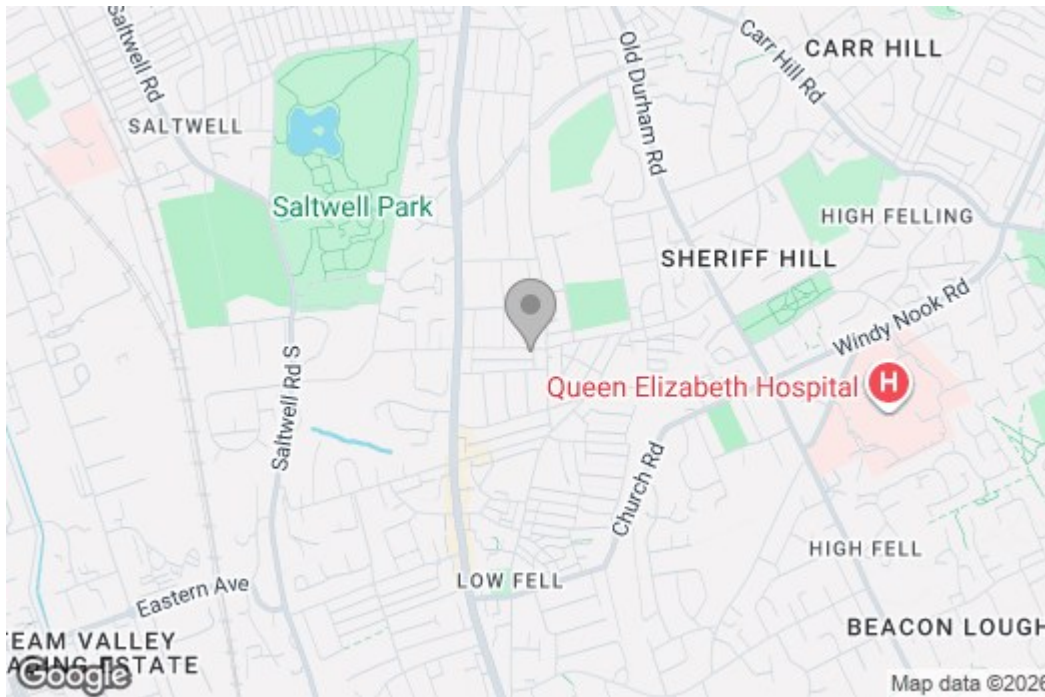 Saltwell Rd
SALTWELL
Saltwell Park
Old Durham Rd
Carr Hill Rd
CARR HILL
HIGH FELLING
SHERIFF HILL
Windy Nook Rd
Queen Elizabeth Hospital
H
Saltwell Rd S
Church Rd
HIGH FELL
LOW FELL
Eastern Ave
BEACON LOUGH
TEAM VALLEY
ESTATE
Google
Map data ©2026